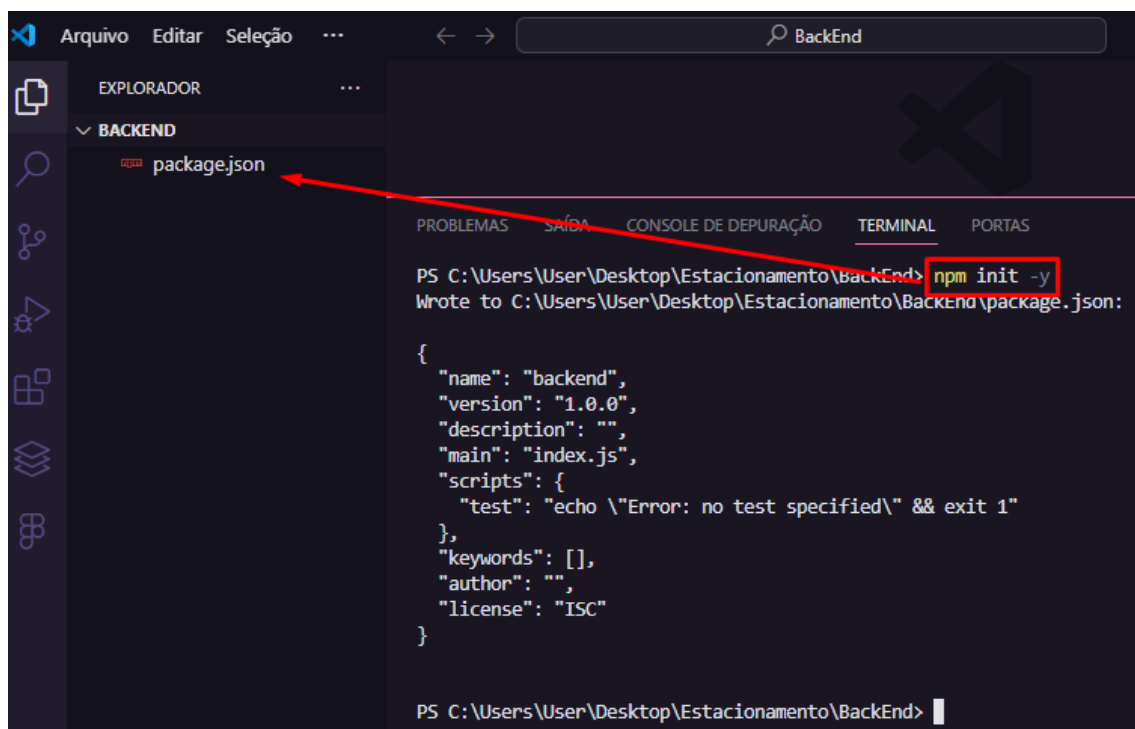 Arquivo Editar Seleção ··· ← → BackEnd
EXPLORADOR ···
BACKEND
package.json
PROBLEMAS SAÍDA CONSOLE DE DEPURAÇÃO TERMINAL PORTAS
PS C:\Users\User\Desktop\Estacionamento\BackEnd> npm init -y
Wrote to C:\Users\User\Desktop\Estacionamento\BackEnd\package.json:
{
"name": "backend",
"version": "1.0.0",
"description": "",
"main": "index.js",
"scripts": {
"test": "echo \"Error: no test specified\" && exit 1"
},
"keywords": [],
"author": "",
"license": "ISC"
}
PS C:\Users\User\Desktop\Estacionamento\BackEnd>